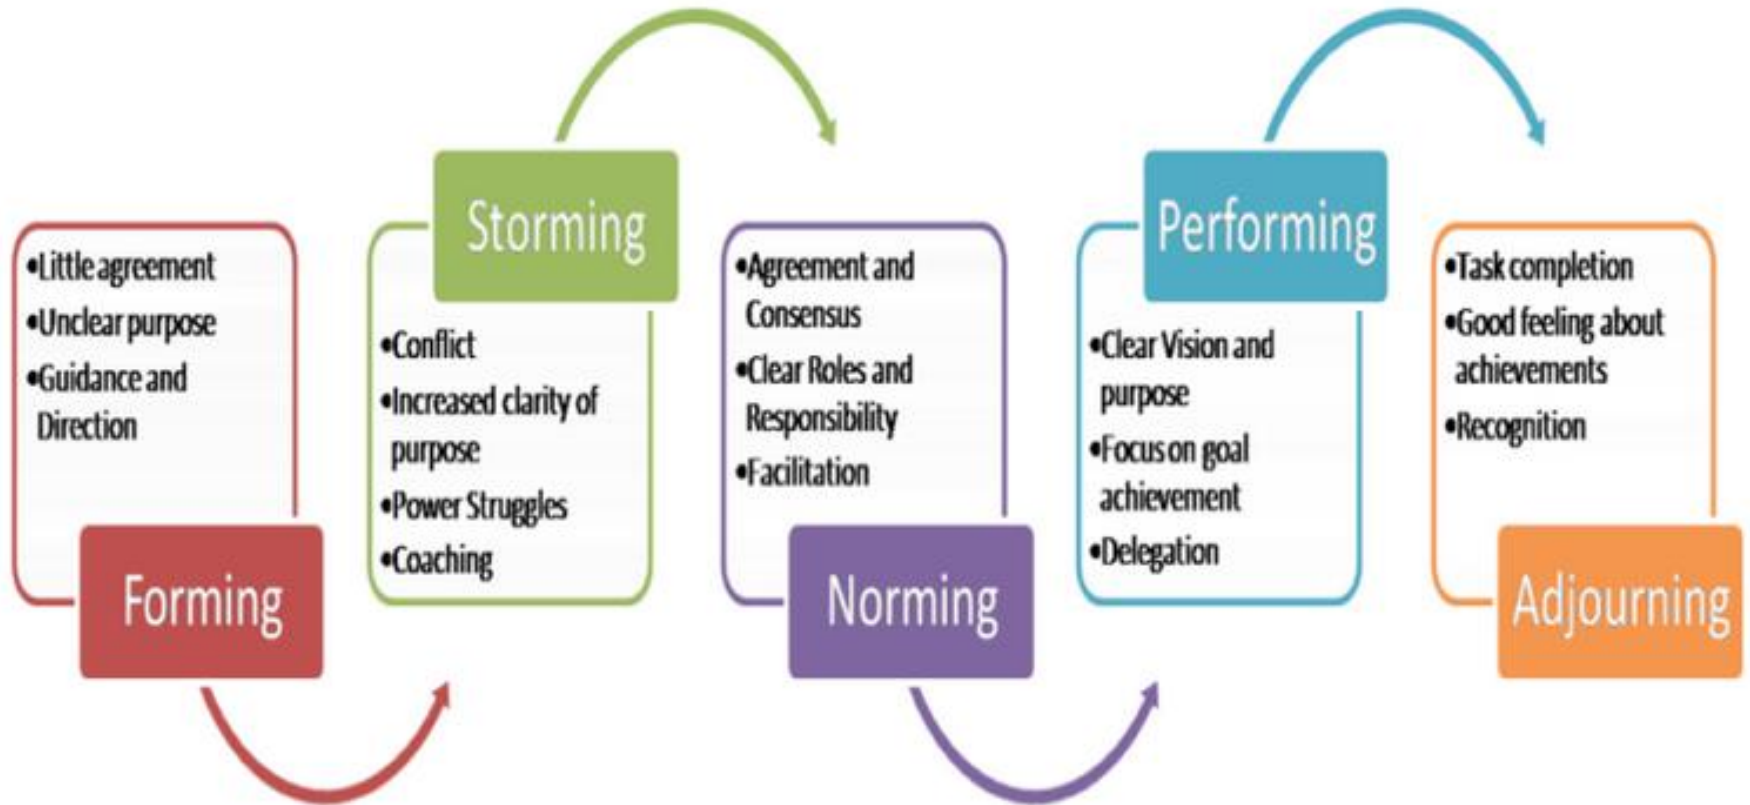 •Little agreement
•Unclear purpose
•Guidance and
Direction
Forming
Storming
•Conflict
•Increased clarity of
purpose
•Power Struggles
•Coaching
•Agreement and
Consensus
•Clear Roles and
Responsibility
•Facilitation
Norming
Performing
•Clear Vision and
purpose
•Focus on goal
achievement
•Delegation
•Task completion
•Good feeling about
achievements
•Recognition
Adjourning